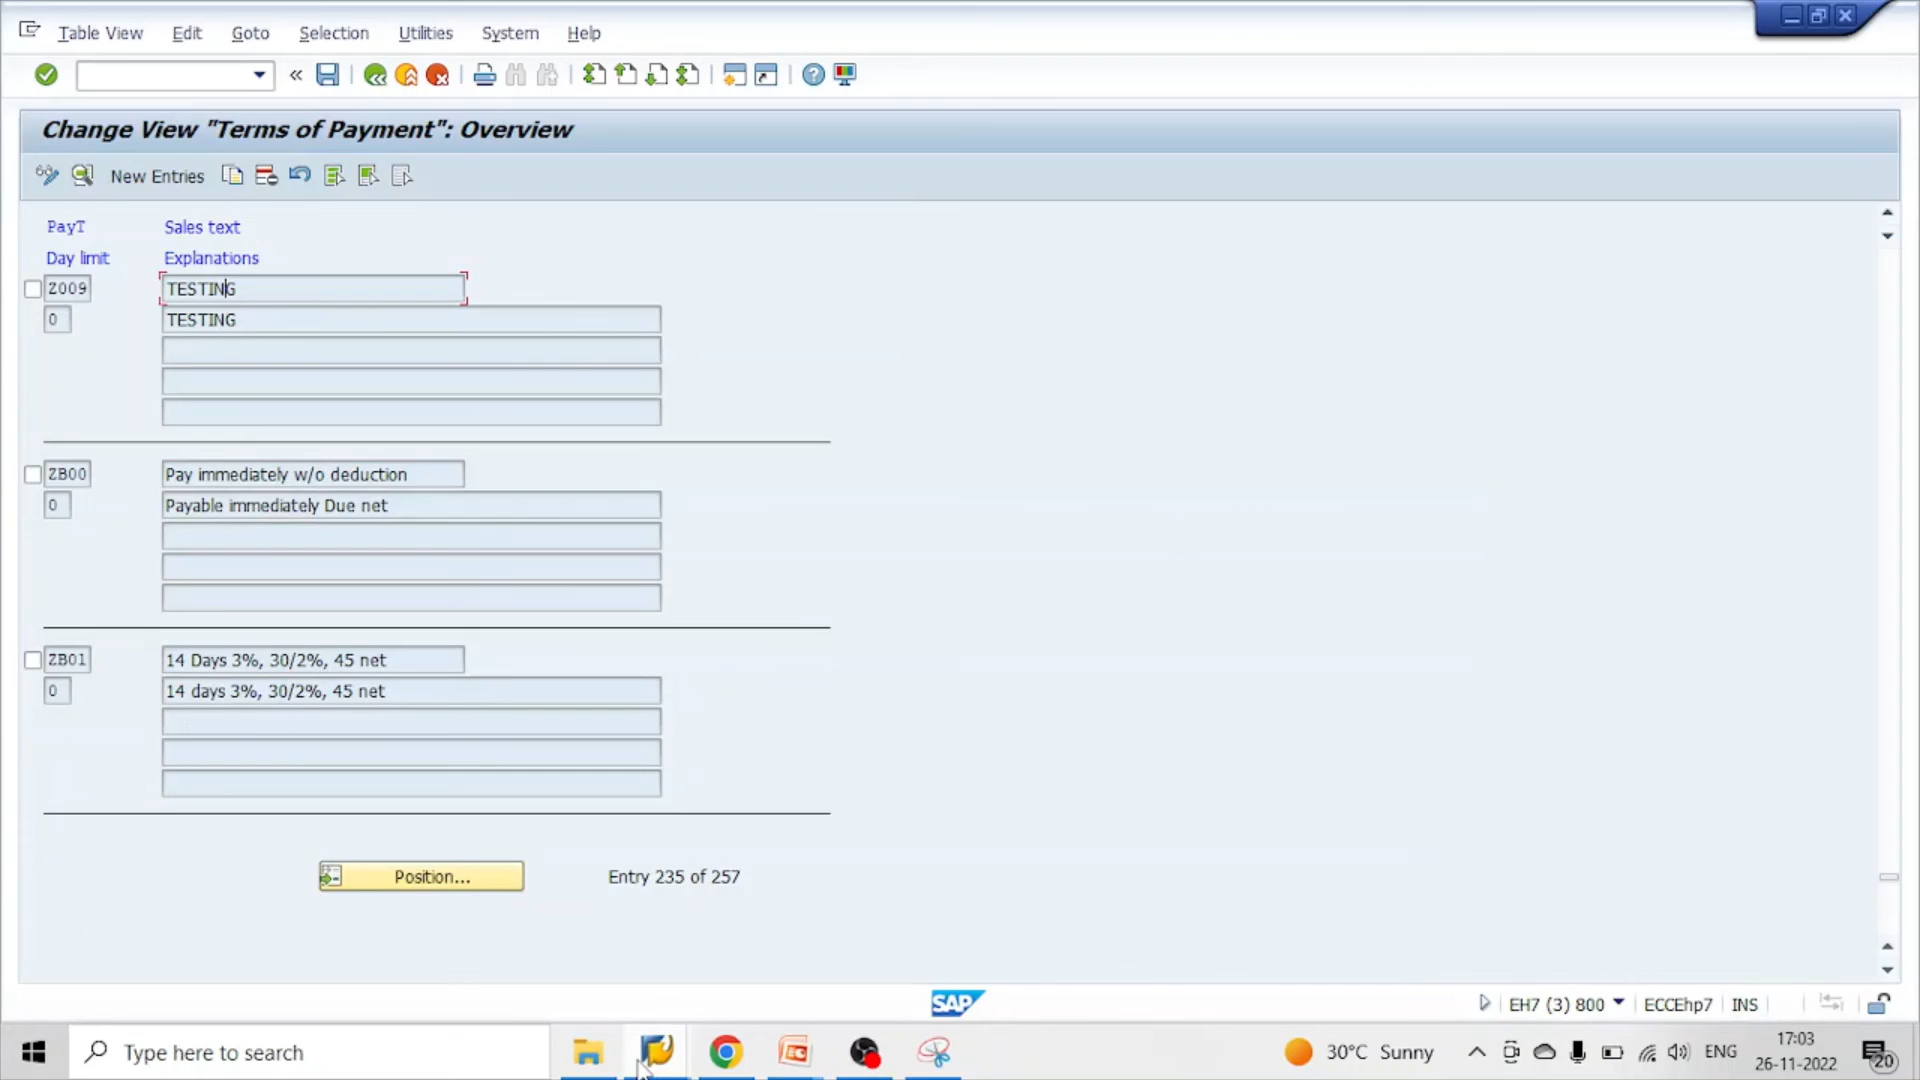 Table View Edit Goto Selection Utilities System Help
«
Change View "Terms of Payment": Overview
New Entries
PayT Sales text
Day limit Explanations
Z009 TESTING
0 TESTING
ZB00 Pay immediately w/o deduction
0 Payable immediately Due net
ZB01 14 Days 3%, 30/2%, 45 net
0 14 days 3%, 30/2%, 45 net
Position... Entry 235 of 257
SAP
EH7 (3) 800 ECCEhp7 INS
Type here to search
30°C Sunny
ENG
17:03
26-11-2022
20